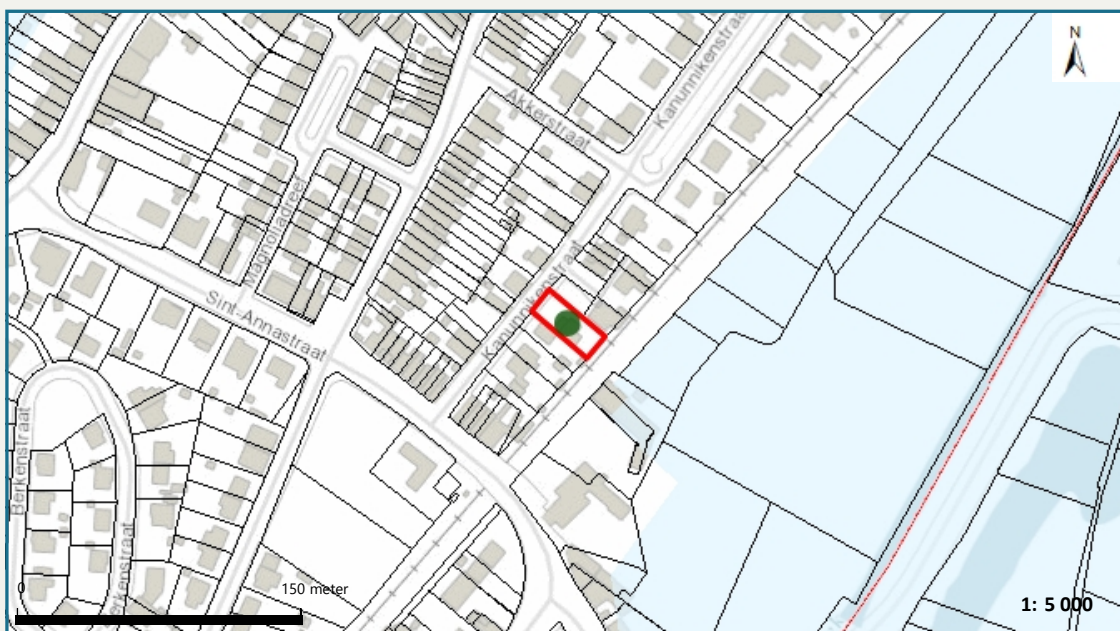 N
Kanunnikenstraat
Akkerstraat
Magnoliadreef
Kanunnikenstraat
Sint-Annastraat
Berkenstraat
Berkenstraat
0
150 meter
1: 5 000